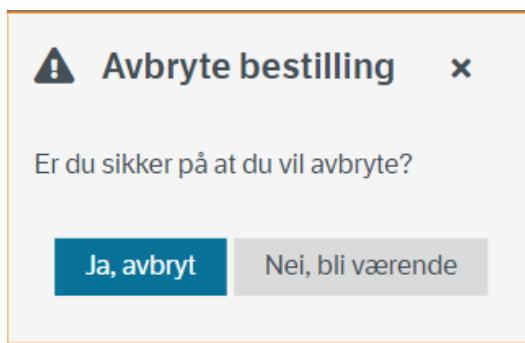 Avbryte bestilling
Er du sikker på at du vil avbryte?
Ja, avbryt
Nei, bli værende